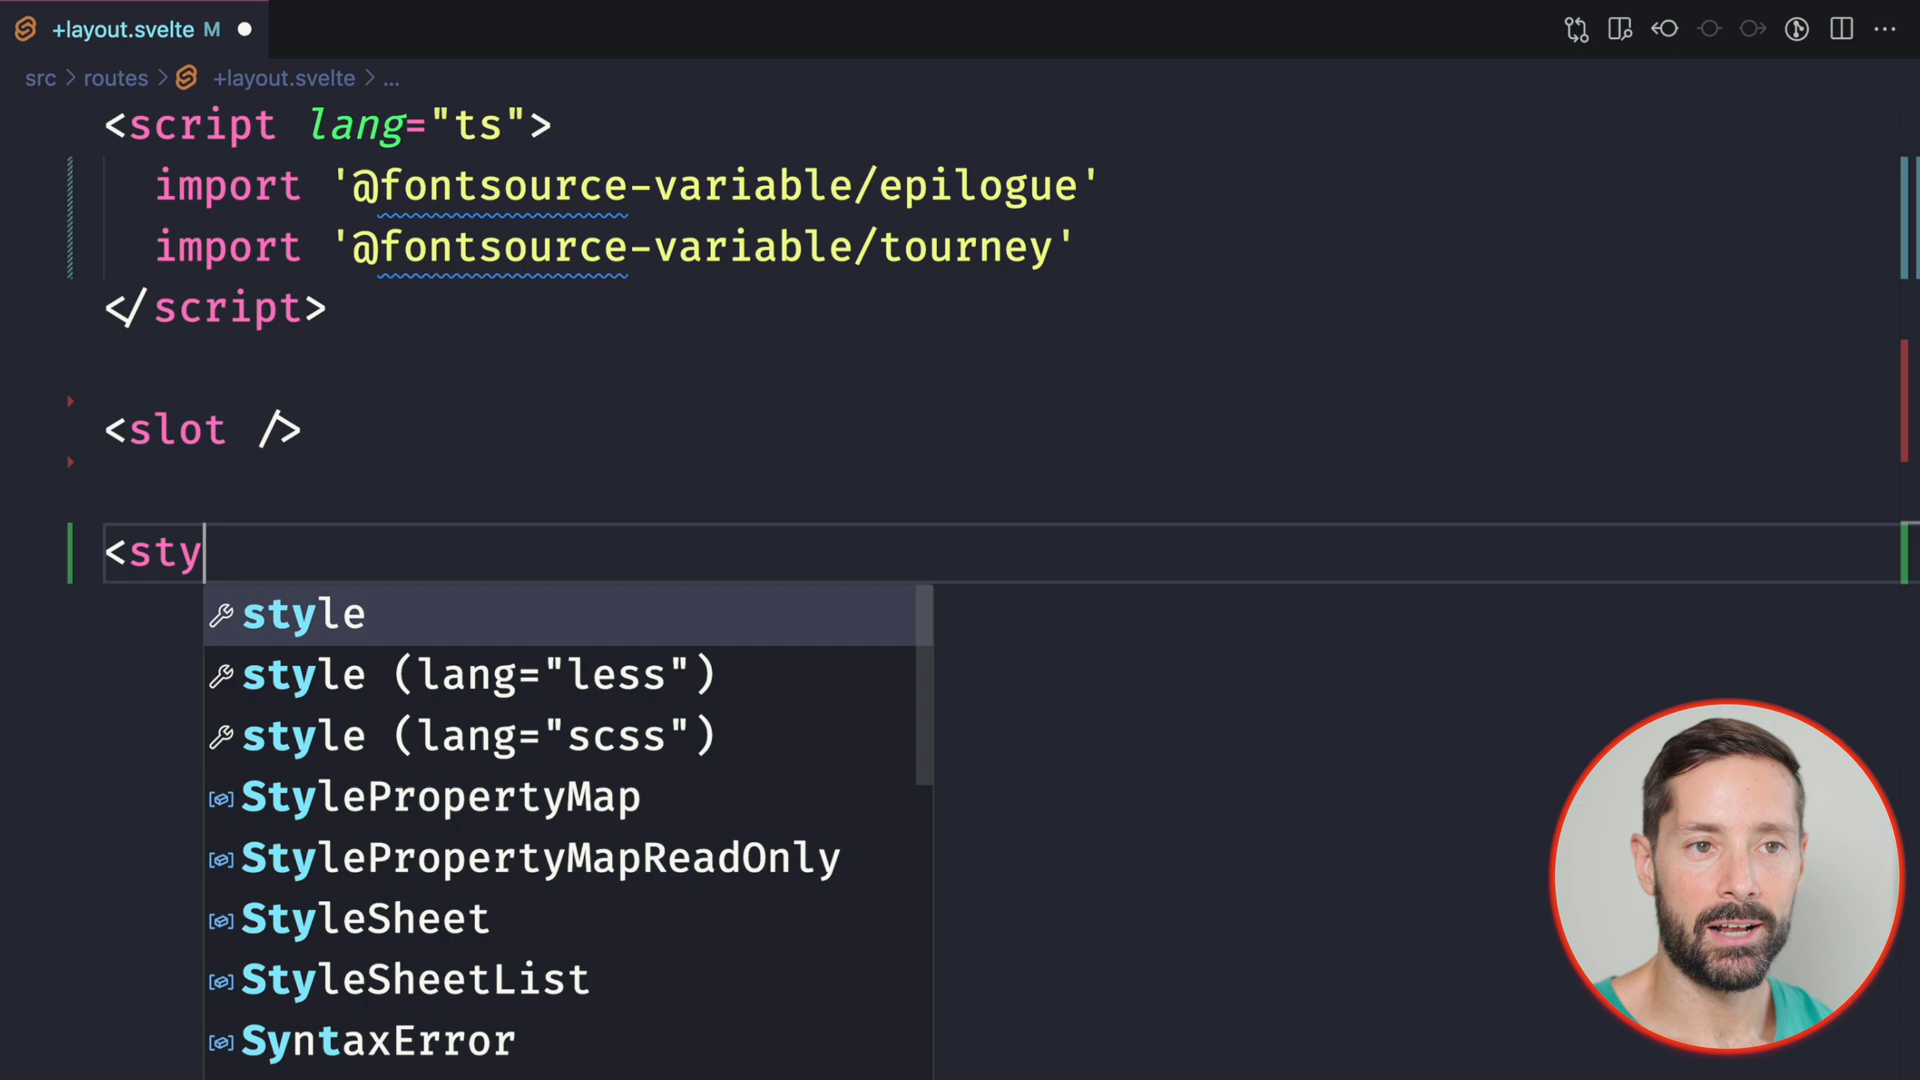 +layout.svelte M
src > routes > +layout.svelte > ...
<script lang="ts">
import '@fontsource-variable/epilogue'
import '@fontsource-variable/tourney'
</script>
<slot />
<sty
style
style (lang="less")
style (lang="scss")
StylePropertyMap
StylePropertyMapReadOnly
StyleSheet
StyleSheetList
SyntaxError